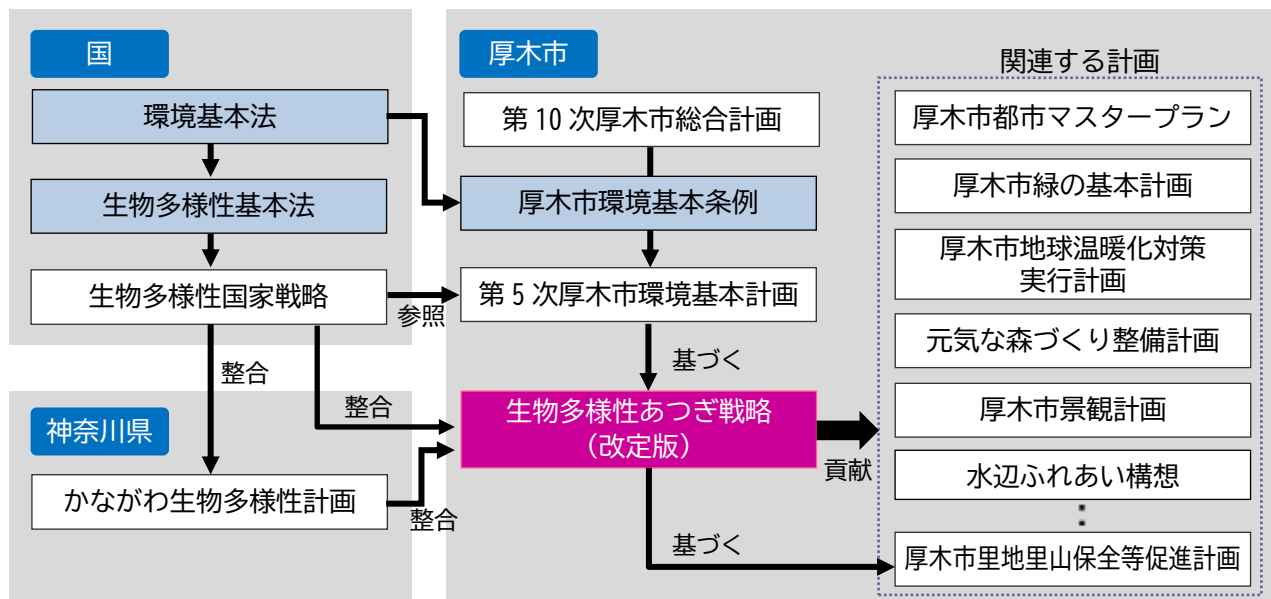 国
環境基本法
生物多様性基本法
生物多様性国家戦略
整合
整合
参照
神奈川県
かながわ生物多様性計画
整合
厚木市
第10次厚木市総合計画
厚木市環境基本条例
第5次厚木市環境基本計画
基づく
生物多様性あつぎ戦略
(改定版)
貢献
基づく
関連する計画
厚木市都市マスタープラン
厚木市緑の基本計画
厚木市地球温暖化対策
実行計画
元気な森づくり整備計画
厚木市景観計画
水辺ふれあい構想
:
厚木市里地里山保全等促進計画